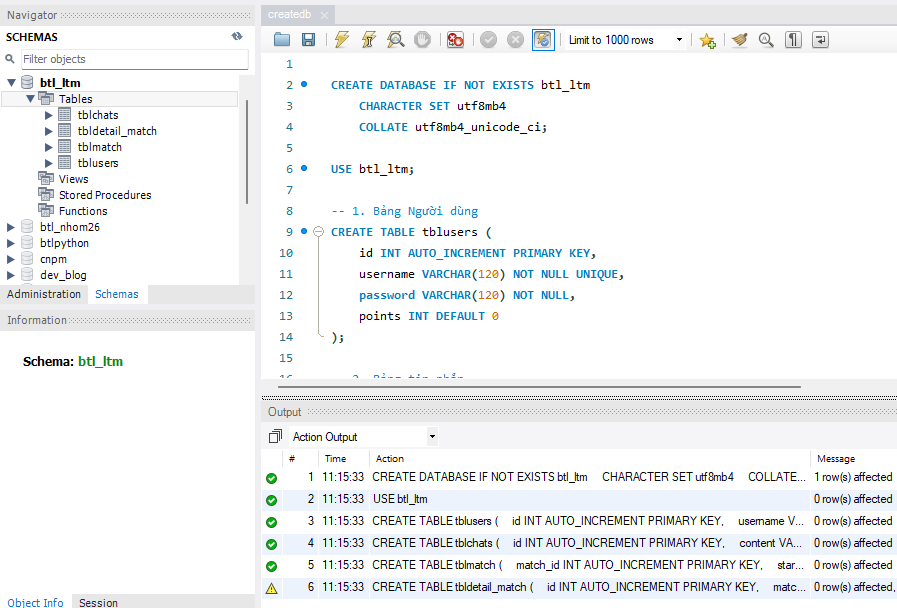 Navigator
SCHEMAS
Filter objects
btl_ltm
Tables
tblchats
tbldetail_match
tblmatch
tblusers
Views
Stored Procedures
Functions
btl_nhom26
btlpython
cnpm
dev_blog
Administration Schemas
Information
Schema: btl_ltm
Object Info Session
createdb
Limit to 1000 rows
1
2 CREATE DATABASE IF NOT EXISTS btl_ltm
3 CHARACTER SET utf8mb4
4 COLLATE utf8mb4_unicode_ci;
5
6 USE btl_ltm;
7
8 -- 1. Bảng Người dùng
9 CREATE TABLE tblusers (
10 id INT AUTO_INCREMENT PRIMARY KEY,
11 username VARCHAR(120) NOT NULL UNIQUE,
12 password VARCHAR(120) NOT NULL,
13 points INT DEFAULT 0
14 );
15
Output
Action Output
# Time Action Message
1 11:15:33 CREATE DATABASE IF NOT EXISTS btl_ltm CHARACTER SET utf8mb4 COLLATE... 1 row(s) affected
2 11:15:33 USE btl_ltm 0 row(s) affected
3 11:15:33 CREATE TABLE tblusers ( id INT AUTO_INCREMENT PRIMARY KEY, username V... 0 row(s) affected
4 11:15:33 CREATE TABLE tblchats ( id INT AUTO_INCREMENT PRIMARY KEY, content VA... 0 row(s) affected
5 11:15:33 CREATE TABLE tblmatch ( match_id INT AUTO_INCREMENT PRIMARY KEY, star... 0 row(s) affected
6 11:15:33 CREATE TABLE tbldetail_match ( id INT AUTO_INCREMENT PRIMARY KEY, matc... 0 row(s) affected,